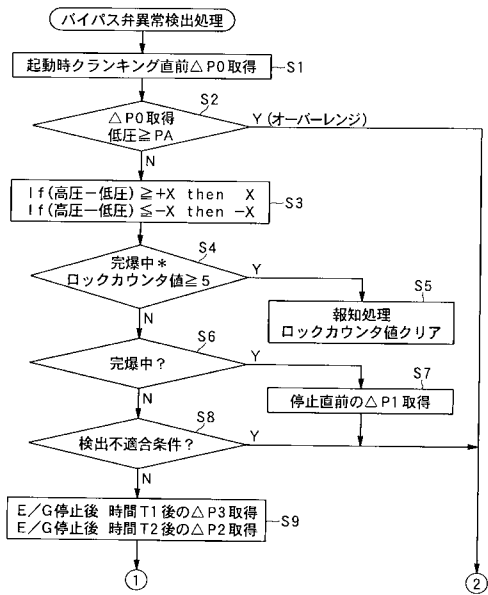 バイパス弁異常検出処理
起動時クランキング直前△P0取得
S1
S2
△P0取得
低圧≧PA
Y(オーバーレンジ)
N
If(高圧－低圧)≧+X then X
If(高圧－低圧)≦-X then -X
S3
S4
完爆中*
ロックカウンタ値≧5
Y
N
S5
報知処理
ロックカウンタ値クリア
S6
完爆中?
Y
N
S7
停止直前の△P1取得
S8
検出不適合条件?
Y
N
E/G停止後 時間T1後の△P3取得
E/G停止後 時間T2後の△P2取得
S9
1
2